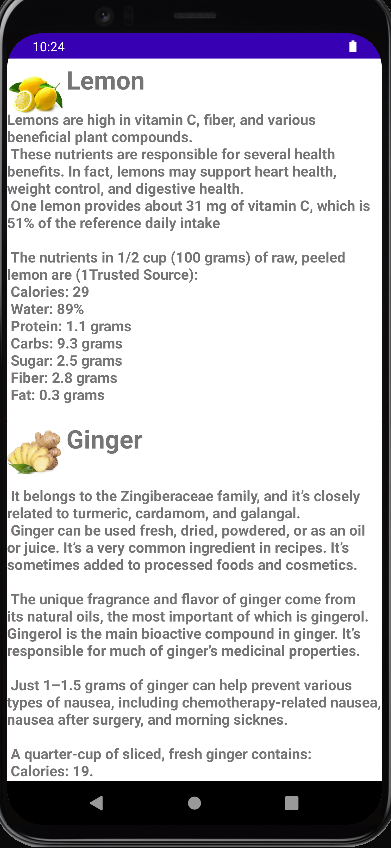 10:24
Lemon
Lemons are high in vitamin C, fiber, and various
beneficial plant compounds.
These nutrients are responsible for several health
benefits. In fact, lemons may support heart health,
weight control, and digestive health.
One lemon provides about 31 mg of vitamin C, which is
51% of the reference daily intake
The nutrients in 1/2 cup (100 grams) of raw, peeled
lemon are (1Trusted Source):
Calories: 29
Water: 89%
Protein: 1.1 grams
Carbs: 9.3 grams
Sugar: 2.5 grams
Fiber: 2.8 grams
Fat: 0.3 grams
Ginger
It belongs to the Zingiberaceae family, and it’s closely
related to turmeric, cardamom, and galangal.
Ginger can be used fresh, dried, powdered, or as an oil
or juice. It’s a very common ingredient in recipes. It’s
sometimes added to processed foods and cosmetics.
The unique fragrance and flavor of ginger come from
its natural oils, the most important of which is gingerol.
Gingerol is the main bioactive compound in ginger. It’s
responsible for much of ginger’s medicinal properties.
Just 1–1.5 grams of ginger can help prevent various
types of nausea, including chemotherapy-related nausea,
nausea after surgery, and morning sicknes.
A quarter-cup of sliced, fresh ginger contains:
Calories: 19.